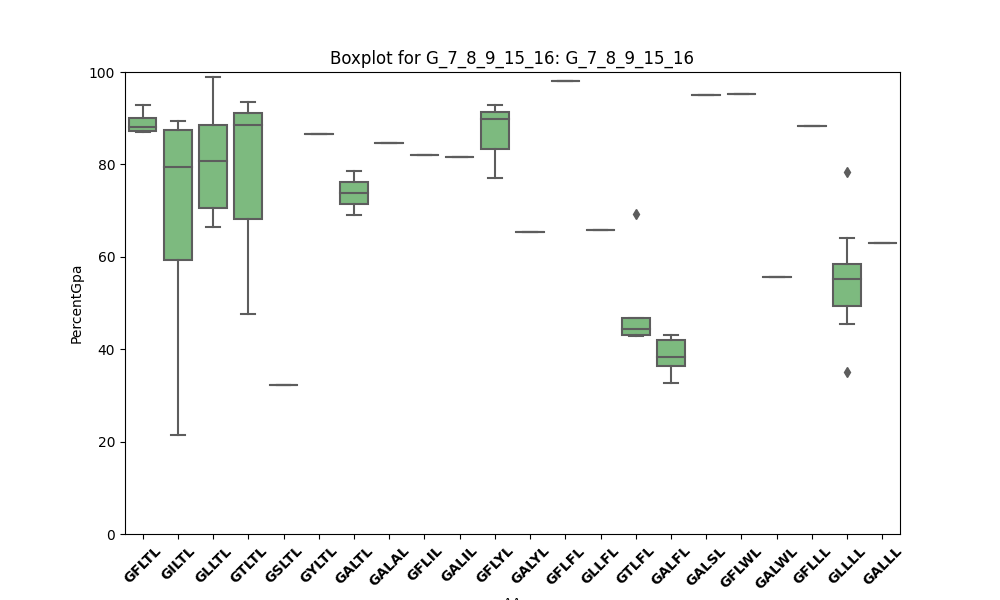 Boxplot for G_7_8_9_15_16: G_7_8_9_15_16
100
80
60
40
20
0
PercentGpa
GFLTL GILTL GLLTL GTLTL GSLTL GYLTL GALTL GALAL GFLIL GALIL GFLYL GALYL GFLFL GLLFL GTLFL GALFL GALSL GFLWL GALWL GFLLL GLLLL GALLL